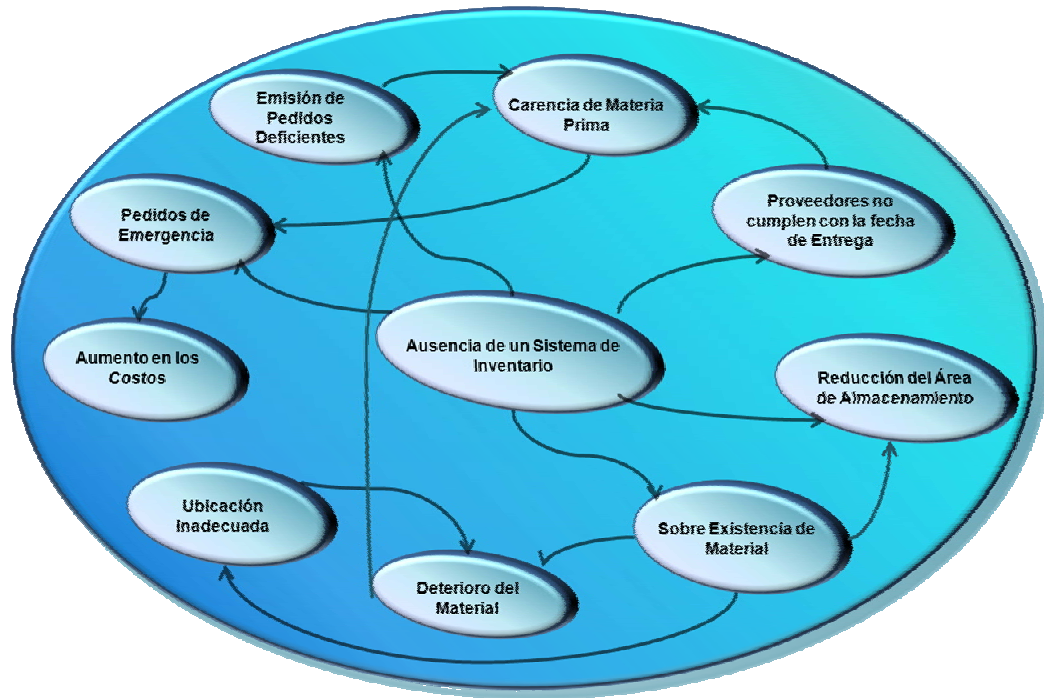 Emisión de
Pedidos
Deficientes
Carencia de Materia
Prima
Pedidos de
Emergencia
Proveedores no
cumplen con la fecha
de Entrega
Aumento en los
Costos
Ausencia de un Sistema de
Inventario
Reducción del Área
de Almacenamiento
Ubicación
Inadecuada
Sobre Existencia de
Material
Deterioro del
Material